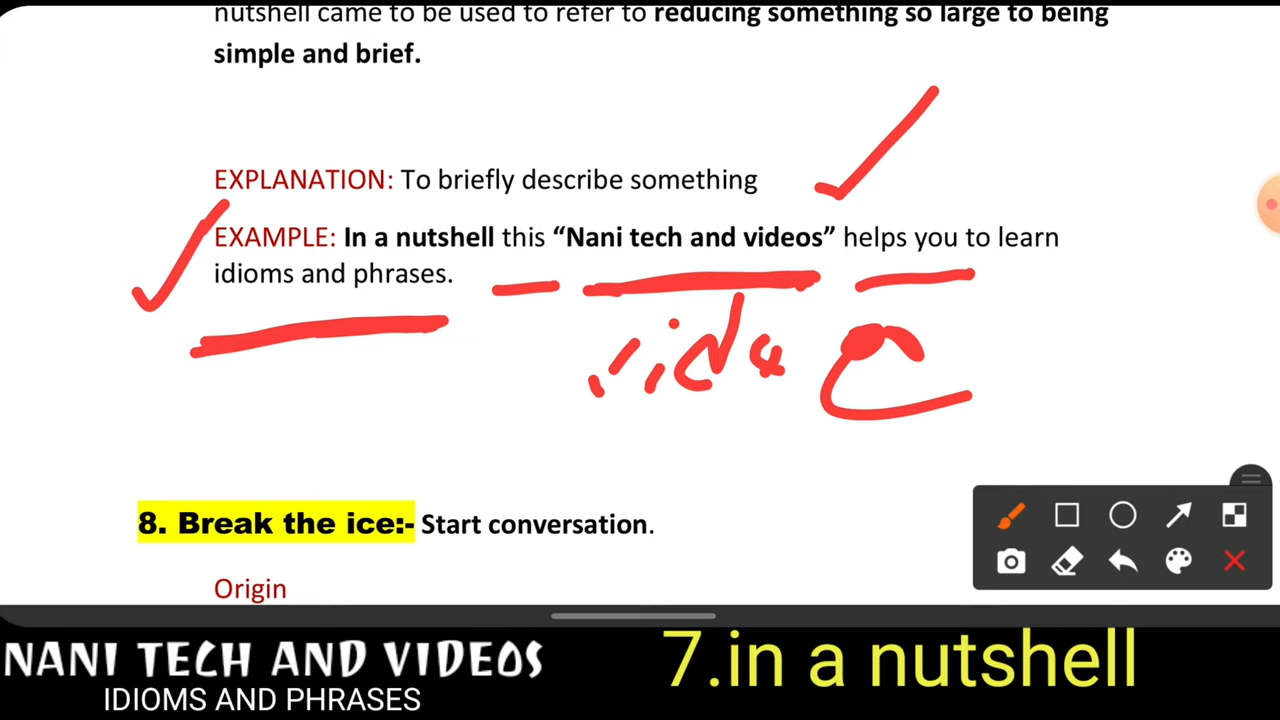 nutshell came to be used to refer to reducing something so large to being
simple and brief.
EXPLANATION: To briefly describe something
EXAMPLE: In a nutshell this “Nani tech and videos” helps you to learn
idioms and phrases.
8. Break the ice:- Start conversation.
Origin
NANI TECH AND VIDEOS
IDIOMS AND PHRASES
7.in a nutshell